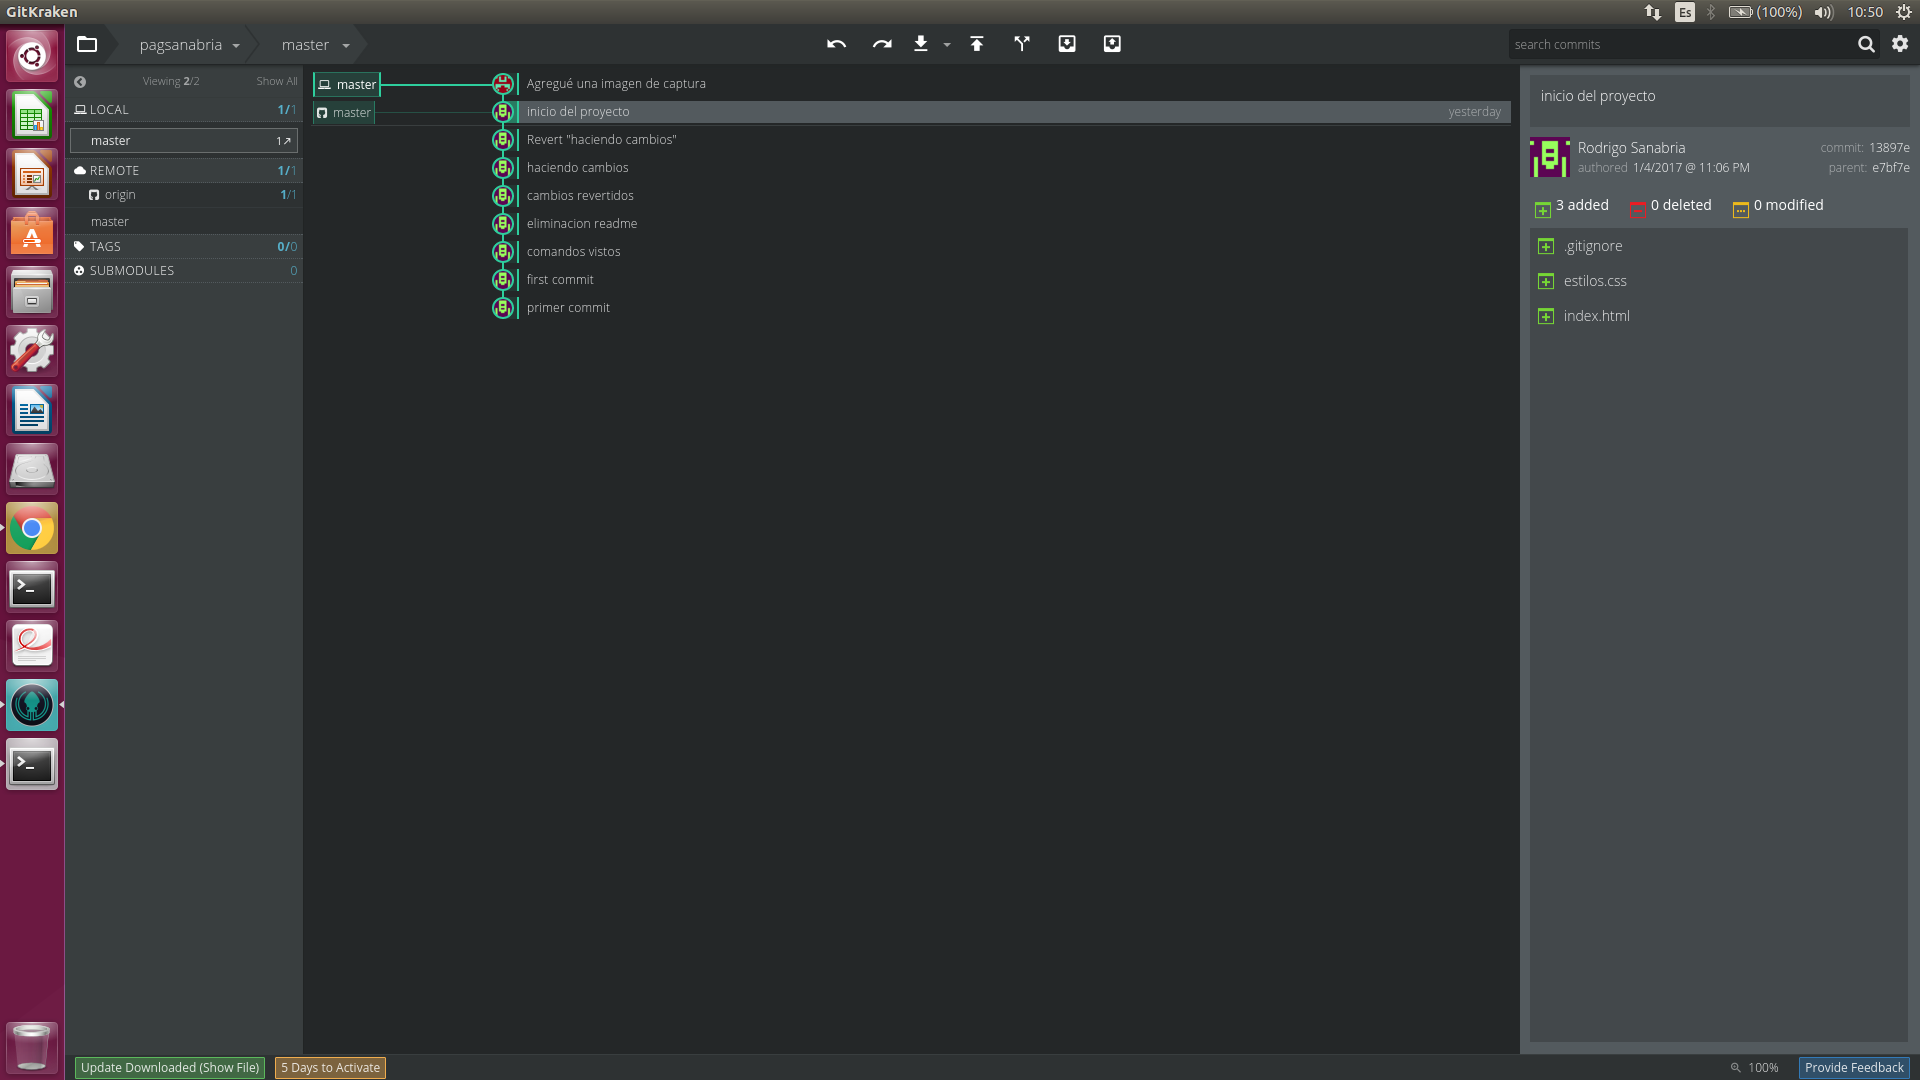 GitKraken
Es
(100%)
10:50
pagsanabria
master
search commits
Viewing 2/2
Show All
LOCAL
1/1
master
1↗
REMOTE
1/1
origin
1/1
master
TAGS
0/0
SUBMODULES
0
master
Agregué una imagen de captura
master
inicio del proyecto
yesterday
Revert "haciendo cambios"
haciendo cambios
cambios revertidos
eliminacion readme
comandos vistos
first commit
primer commit
inicio del proyecto
Rodrigo Sanabria
commit: 13897e
authored 1/4/2017 @ 11:06 PM
parent: e7bf7e
3 added
0 deleted
0 modified
.gitignore
estilos.css
index.html
Update Downloaded (Show File)
5 Days to Activate
100%
Provide Feedback